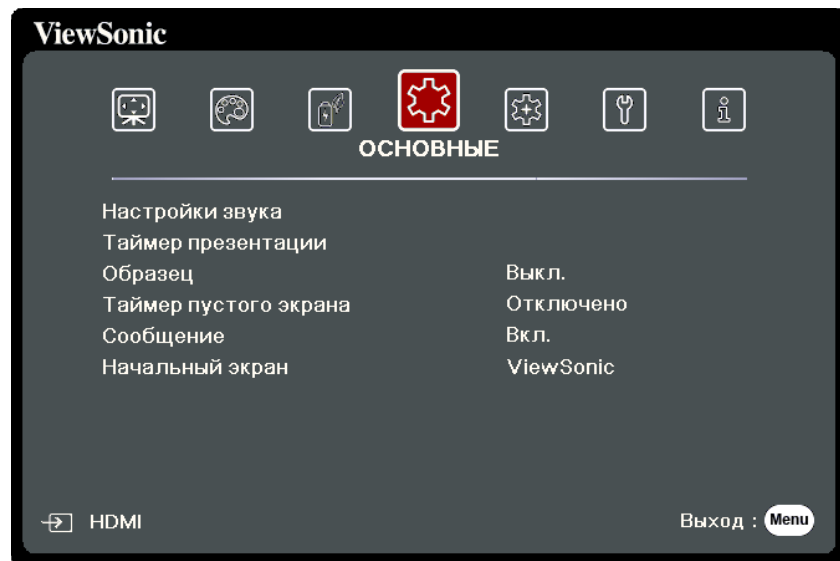 ViewSonic
ОСНОВНЫЕ
Настройки звука
Таймер презентации
Образец Выкл.
Таймер пустого экрана Отключено
Сообщение Вкл.
Начальный экран ViewSonic
HDMI Выход : Menu